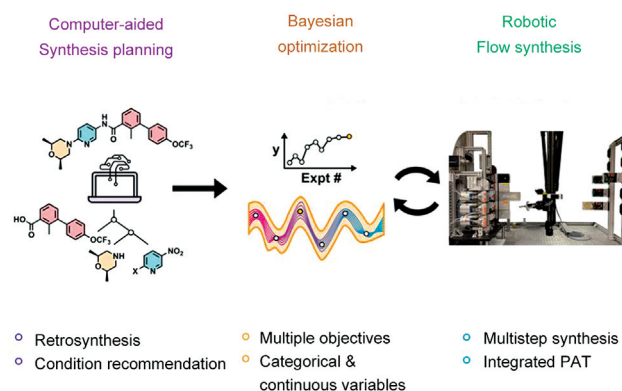 Computer-aided
Synthesis planning
Bayesian
optimization
Robotic
Flow synthesis
H
N
N
N
O
O
OCF3
y
Expt #
HO
O
OCF3
NH
O
NO2
X
N
Retrosynthesis
Condition recommendation
Multiple objectives
Categorical &
continuous variables
Multistep synthesis
Integrated PAT